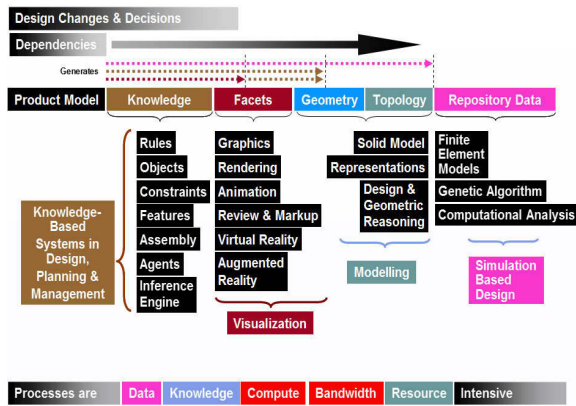 Design Changes & Decisions
Dependencies
Generates
Product Model
Knowledge
Facets
Geometry
Topology
Repository Data
Knowledge-
Based
Systems in
Design,
Planning &
Management
Rules
Objects
Constraints
Features
Assembly
Agents
Inference
Engine
Graphics
Rendering
Animation
Review & Markup
Virtual Reality
Augmented
Reality
Visualization
Solid Model
Representations
Design &
Geometric
Reasoning
Modelling
Finite
Element
Models
Genetic Algorithm
Computational Analysis
Simulation
Based
Design
Processes are
Data
Knowledge
Compute
Bandwidth
Resource
Intensive